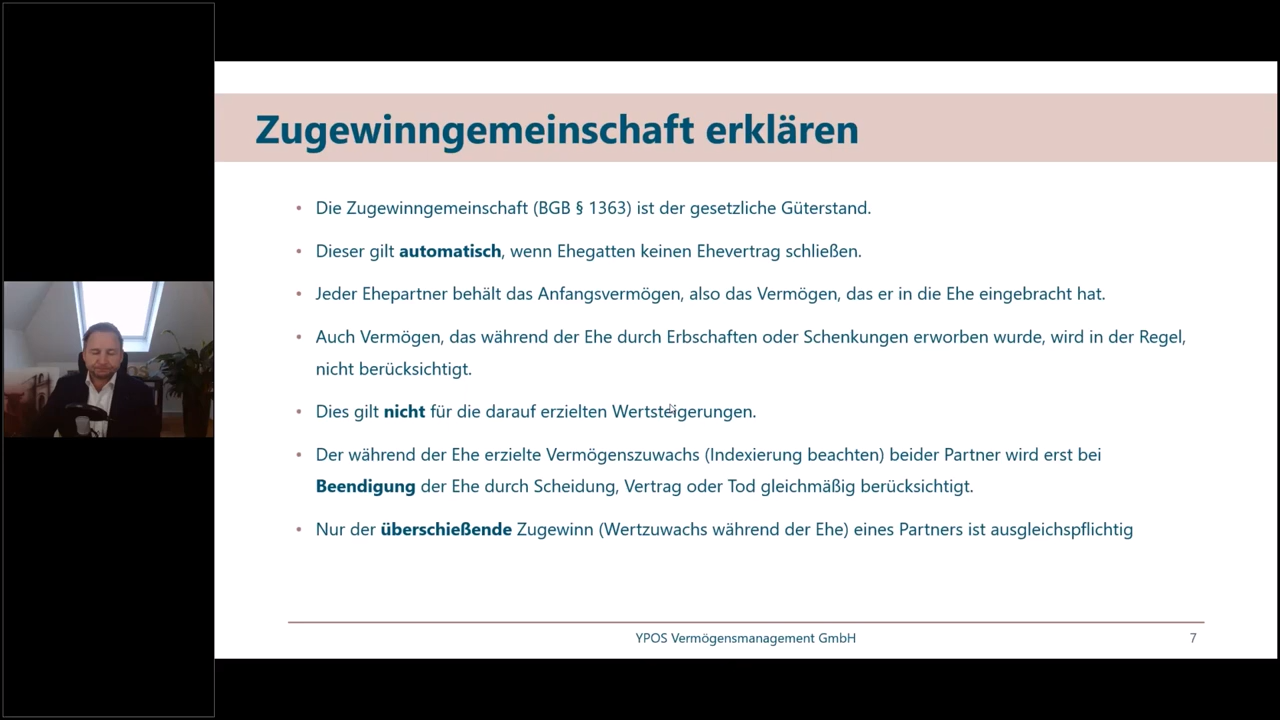 Zugewinngemeinschaft erklären
• Die Zugewinngemeinschaft (BGB § 1363) ist der gesetzliche Güterstand.
• Dieser gilt automatisch, wenn Ehegatten keinen Ehevertrag schließen.
• Jeder Ehepartner behält das Anfangsvermögen, also das Vermögen, das er in die Ehe eingebracht hat.
• Auch Vermögen, das während der Ehe durch Erbschaften oder Schenkungen erworben wurde, wird in der Regel,
nicht berücksichtigt.
• Dies gilt nicht für die darauf erzielten Wertsteigerungen.
• Der während der Ehe erzielte Vermögenszuwachs (Indexierung beachten) beider Partner wird erst bei
Beendigung der Ehe durch Scheidung, Vertrag oder Tod gleichmäßig berücksichtigt.
• Nur der überschießende Zugewinn (Wertzuwachs während der Ehe) eines Partners ist ausgleichspflichtig
YPOS Vermögensmanagement GmbH
7